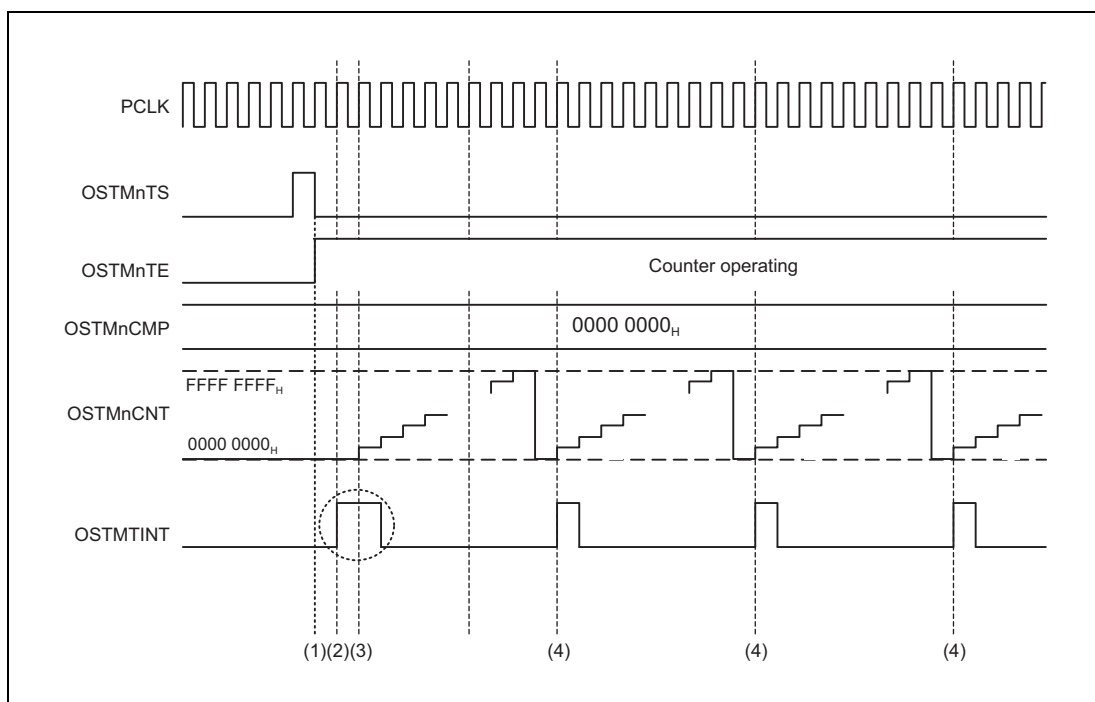 PCLK
OSTMnTS
OSTMnTE
Counter operating
OSTMnCMP
0000 0000H
FFFF FFFFH
OSTMnCNT
0000 0000H
OSTMTINT
(1)(2)(3) (4) (4) (4)